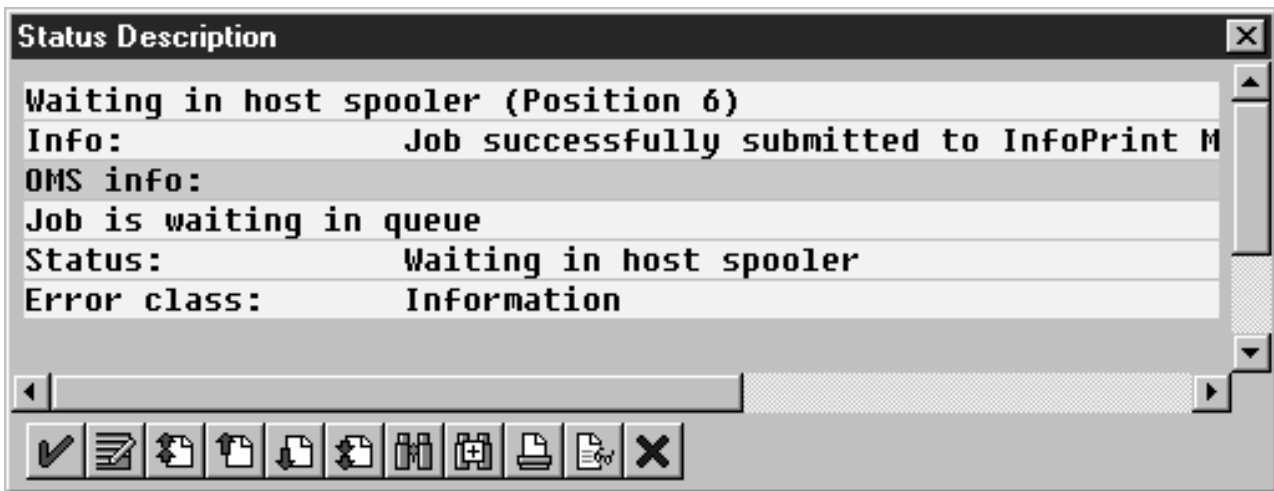 Status Description
Waiting in host spooler (Position 6)
Info: Job successfully submitted to InfoPrint M
OMS info:
Job is waiting in queue
Status: Waiting in host spooler
Error class: Information